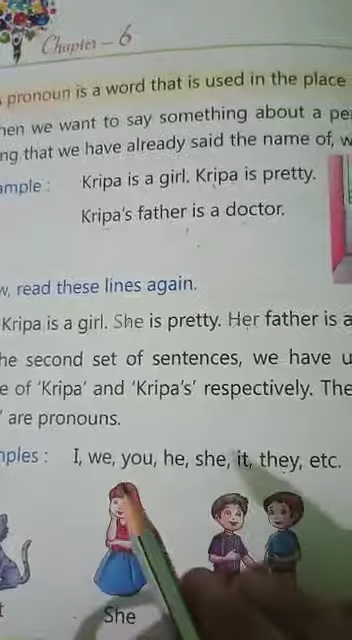 Chapter – 6
pronoun is a word that is used in the place
hen we want to say something about a pe
ng that we have already said the name of, w
ample : Kripa is a girl. Kripa is pretty.
Kripa's father is a doctor.
w, read these lines again.
Kripa is a girl. She is pretty. Her father is a
he second set of sentences, we have u
e of 'Kripa' and 'Kripa's' respectively. The
' are pronouns.
mples : I, we, you, he, she, it, they, etc.
t
She